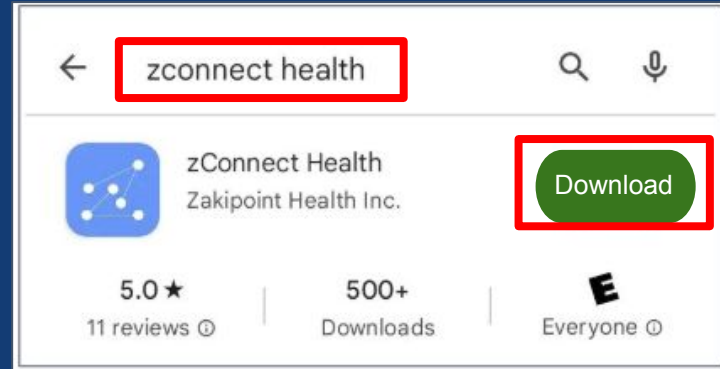 zconnect health
zConnect Health
Zakipoint Health Inc.
Download
5.0 ★
11 reviews
500+
Downloads
E
Everyone